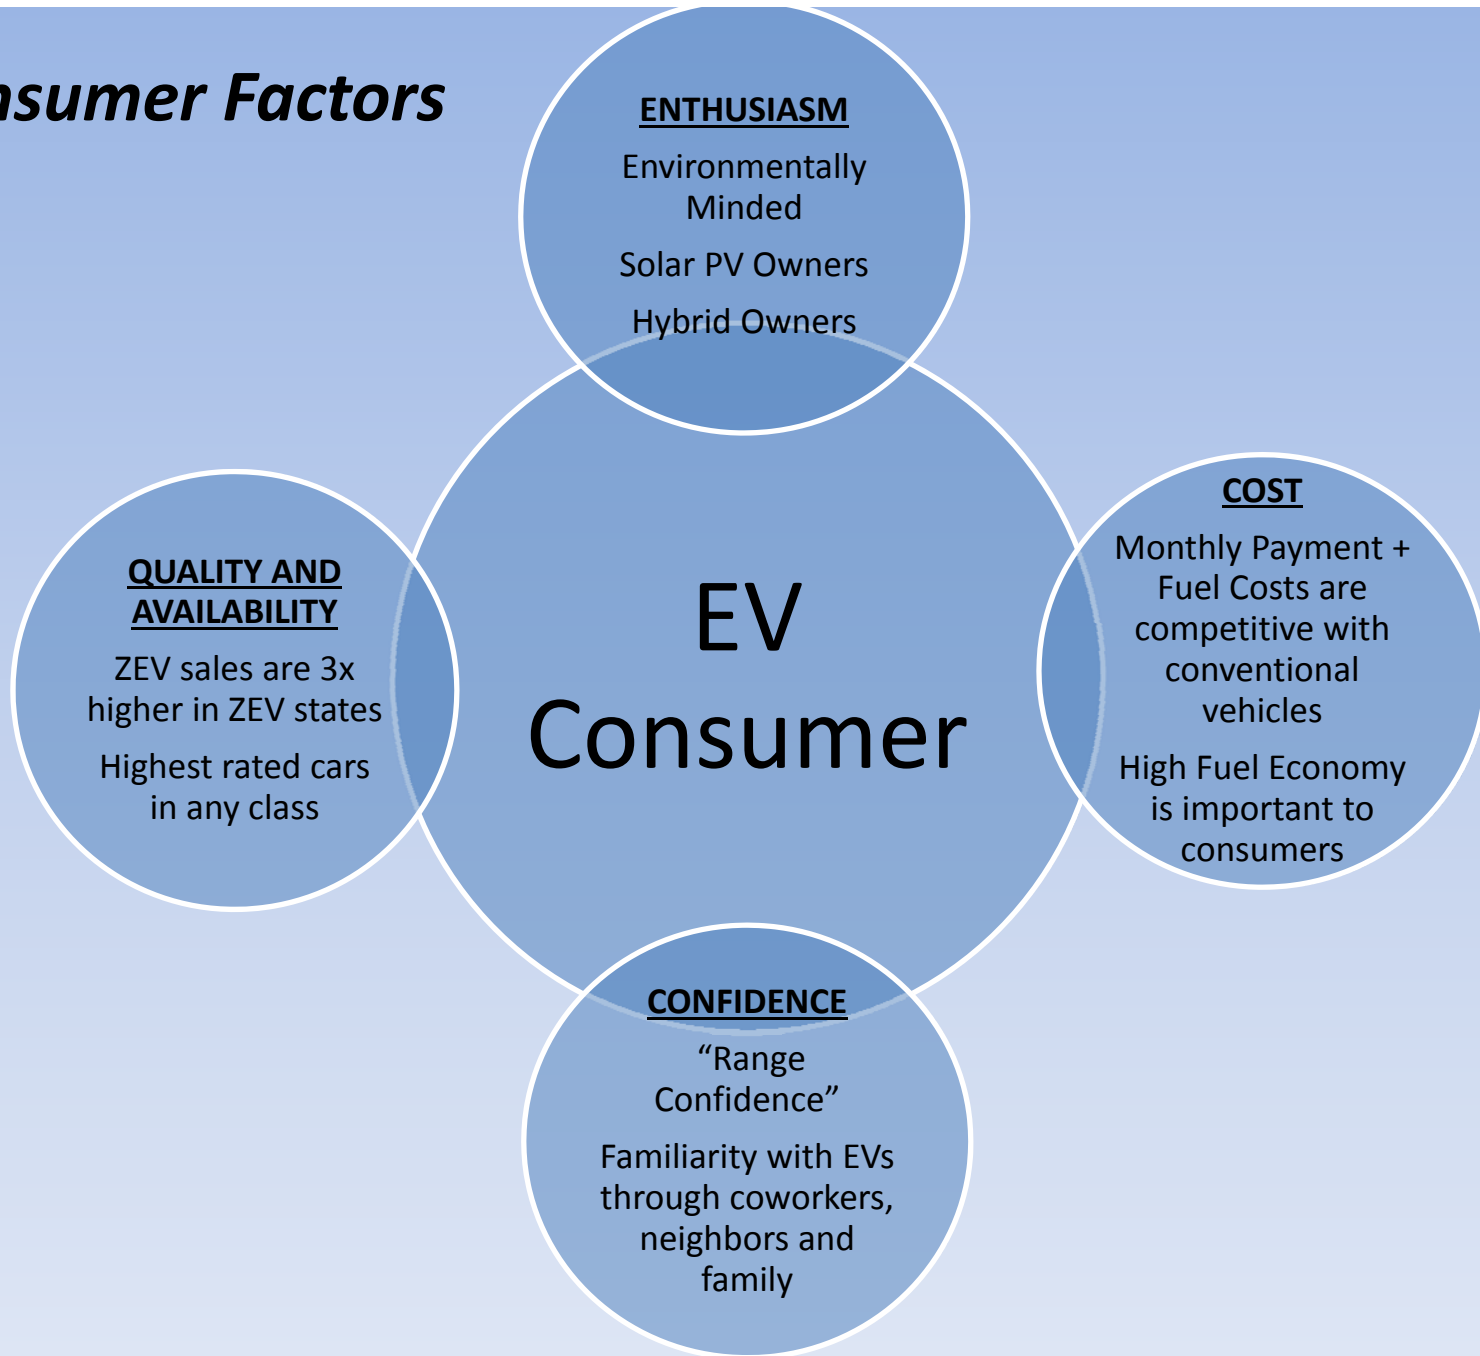 nsumer Factors
ENTHUSIASM
Environmentally
Minded
Solar PV Owners
Hybrid Owners
QUALITY AND
AVAILABILITY
ZEV sales are 3x
higher in ZEV states
Highest rated cars
in any class
EV
Consumer
COST
Monthly Payment +
Fuel Costs are
competitive with
conventional
vehicles
High Fuel Economy
is important to
consumers
CONFIDENCE
“Range
Confidence”
Familiarity with EVs
through coworkers,
neighbors and
family